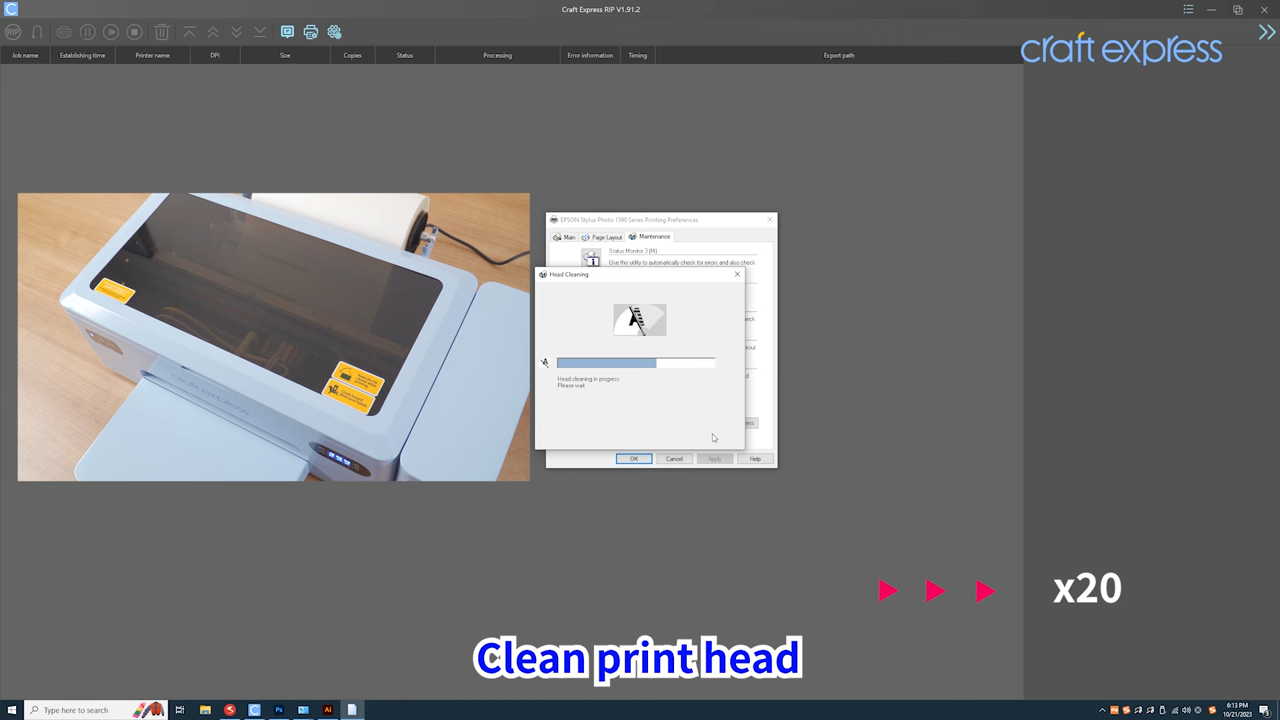 Craft Express RIP V1.91.2
RIP
Job name
Establishing time
Printer name
DPI
Size
Copies
Status
Processing
Error information
Timing
Export path
craft express
EPSON Stylus Photo 1390 Series Printing Preferences
Main
Page Layout
Maintenance
Status Monitor 3 (M)
Use this utility to automatically check for errors and also check
Head Cleaning
Head cleaning in progress.
Please wait.
OK
Cancel
Apply
Help
x20
Clean print head
Type here to search
6:13 PM
10/21/2023